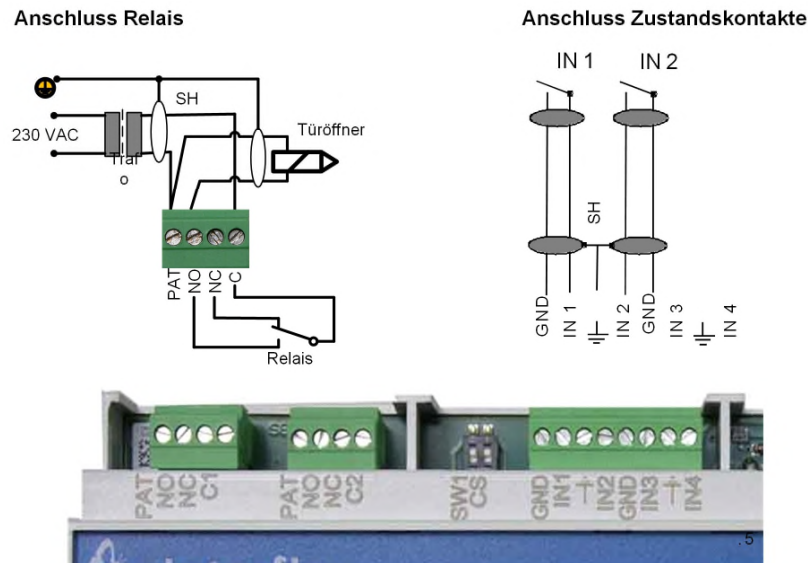 Anschluss Relais
Anschluss Zustandskontakte
IN 1
IN 2
SH
230 VAC
Traf
o
Türöffner
PAT
NO
NC
C
Relais
SH
GND
IN 1
IN 2
GND
IN 3
IN 4
PAT
NO
NC
C1
PAT
NO
NC
C2
SW1
CS
GND
IN1
IN2
GND
IN3
IN4
.5